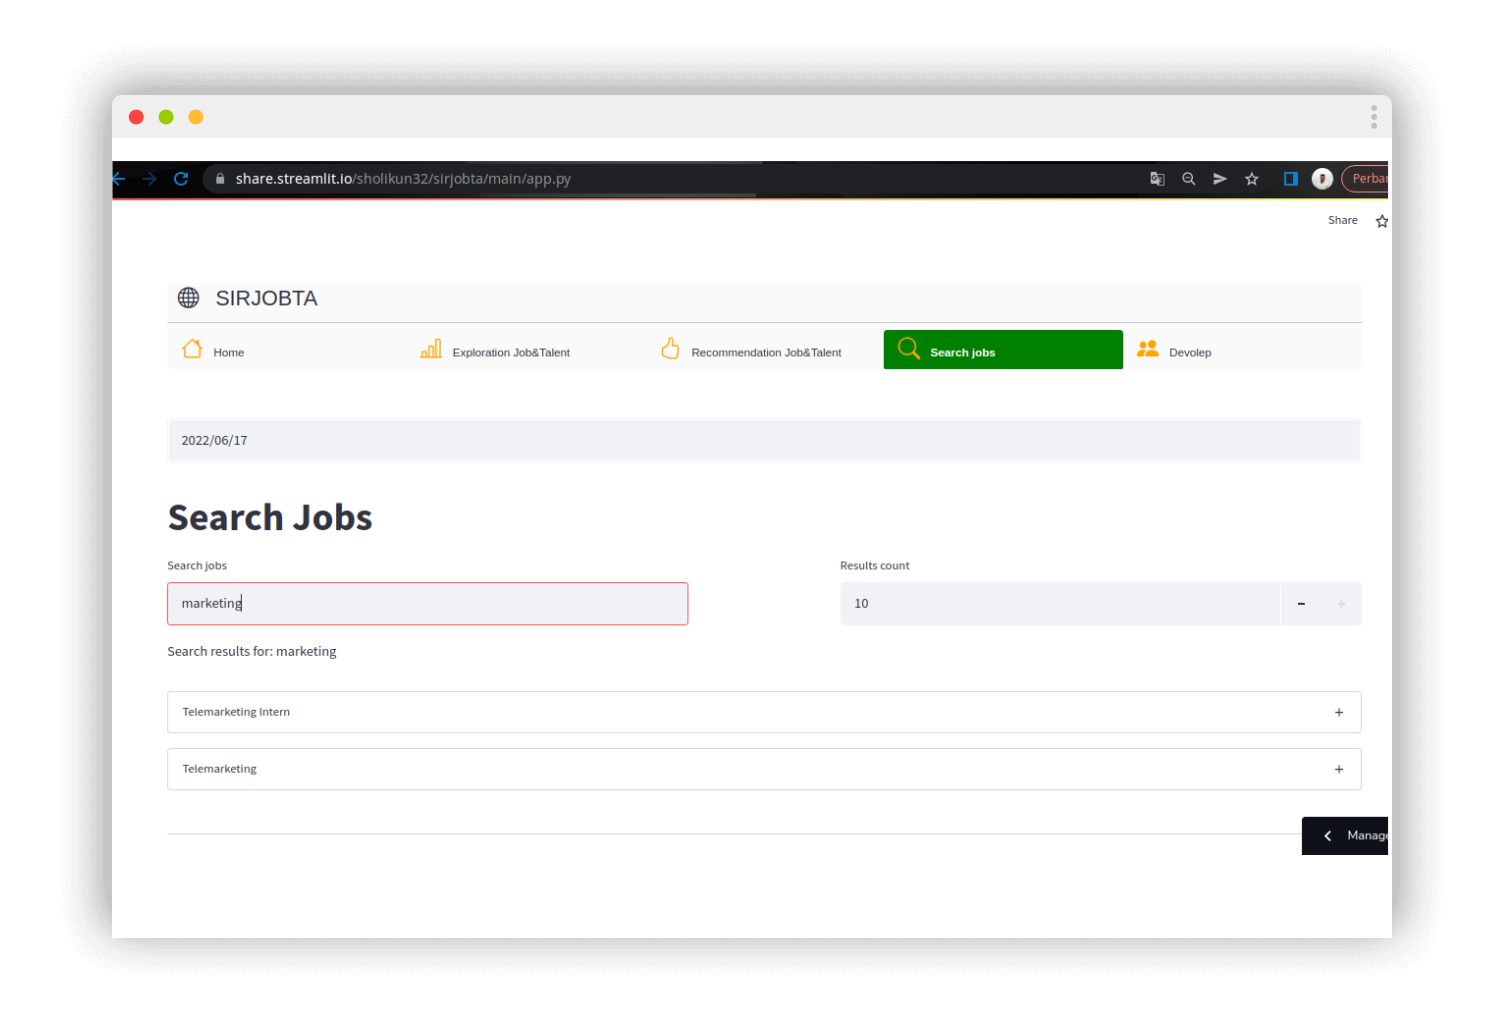 share.streamlit.io/sholikun32/sirjobta/main/app.py
Perbar
Share
SIRJOBTA
Home
Exploration Job&Talent
Recommendation Job&Talent
Search jobs
Devolep
2022/06/17
Search Jobs
Search jobs
Results count
marketing
10
Search results for: marketing
Telemarketing Intern
Telemarketing
Manage